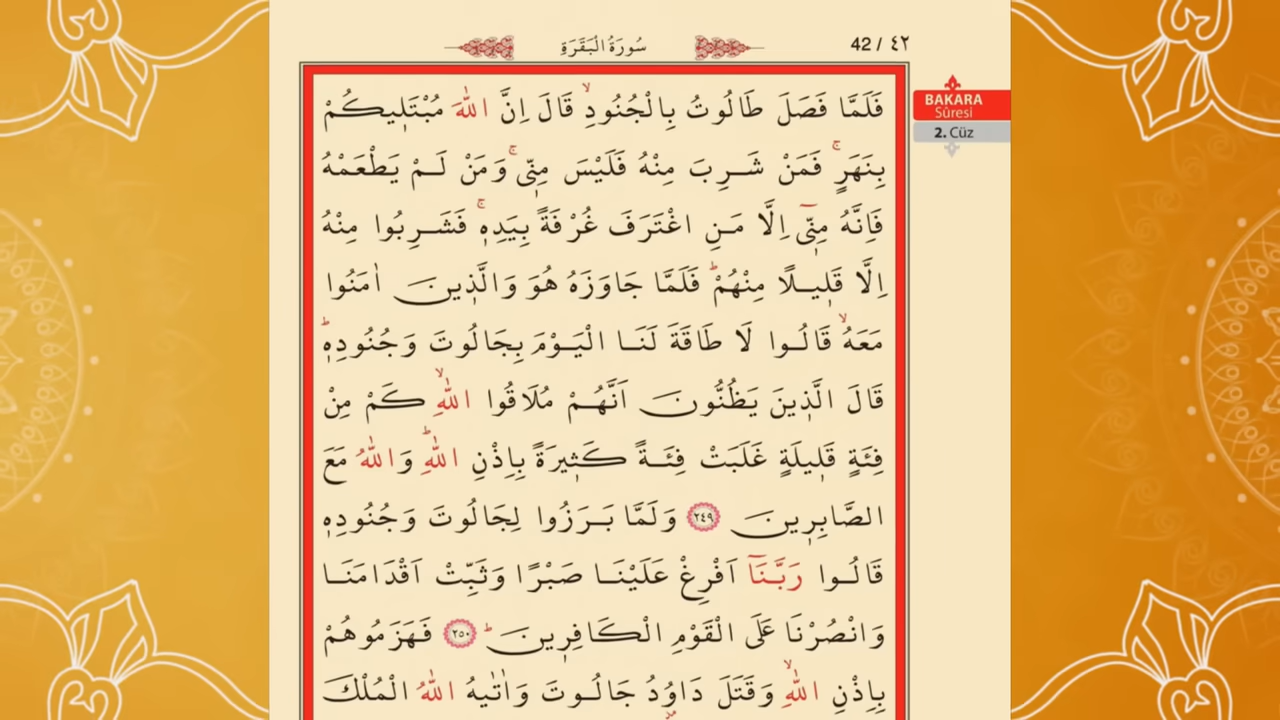 سُورَةُ الْبَقَرَةِ
42 / ٤٢
BAKARA
Sûresi
2. Cüz
فَلَمَّا فَصَلَ طَالُوتُ بِالْجُنُودِۙ قَالَ اِنَّ اللّٰهَ مُبْتَل۪يكُمْ
بِنَهَرٍۚ فَمَنْ شَرِبَ مِنْهُ فَلَيْسَ مِنّ۪يۚ وَمَنْ لَمْ يَطْعَمْهُ
فَاِنَّهُ مِنّ۪ٓي اِلَّا مَنِ اغْتَرَفَ غُرْفَةً بِيَدِه۪ۚ فَشَرِبُوا مِنْهُ
اِلَّا قَل۪يلًا مِنْهُمْۜ فَلَمَّا جَاوَزَهُ هُوَ وَالَّذ۪ينَ اٰمَنُوا
مَعَهُۙ قَالُوا لَا طَاقَةَ لَنَا الْيَوْمَ بِجَالُوتَ وَجُنُودِه۪ۜ
قَالَ الَّذ۪ينَ يَظُنُّونَ اَنَّهُمْ مُلَاقُوا اللّٰهِۙ كَمْ مِنْ
فِئَةٍ قَل۪يلَةٍ غَلَبَتْ فِئَةً كَث۪يرَةً بِاِذْنِ اللّٰهِۜ وَاللّٰهُ مَعَ
الصَّابِر۪ينَ ﴿٢٤٩﴾ وَلَمَّا بَرَزُوا لِجَالُوتَ وَجُنُودِه۪
قَالُوا رَبَّنَٓا اَفْرِغْ عَلَيْنَا صَبْرًا وَثَبِّتْ اَقْدَامَنَا
وَانْصُرْنَا عَلَى الْقَوْمِ الْكَافِر۪ينَۜ ﴿٢٥٠﴾ فَهَزَمُوهُمْ
بِاِذْنِ اللّٰهِۙ وَقَتَلَ دَاوُ۫دُ جَالُوتَ وَاٰتٰيهُ اللّٰهُ الْمُلْكَ